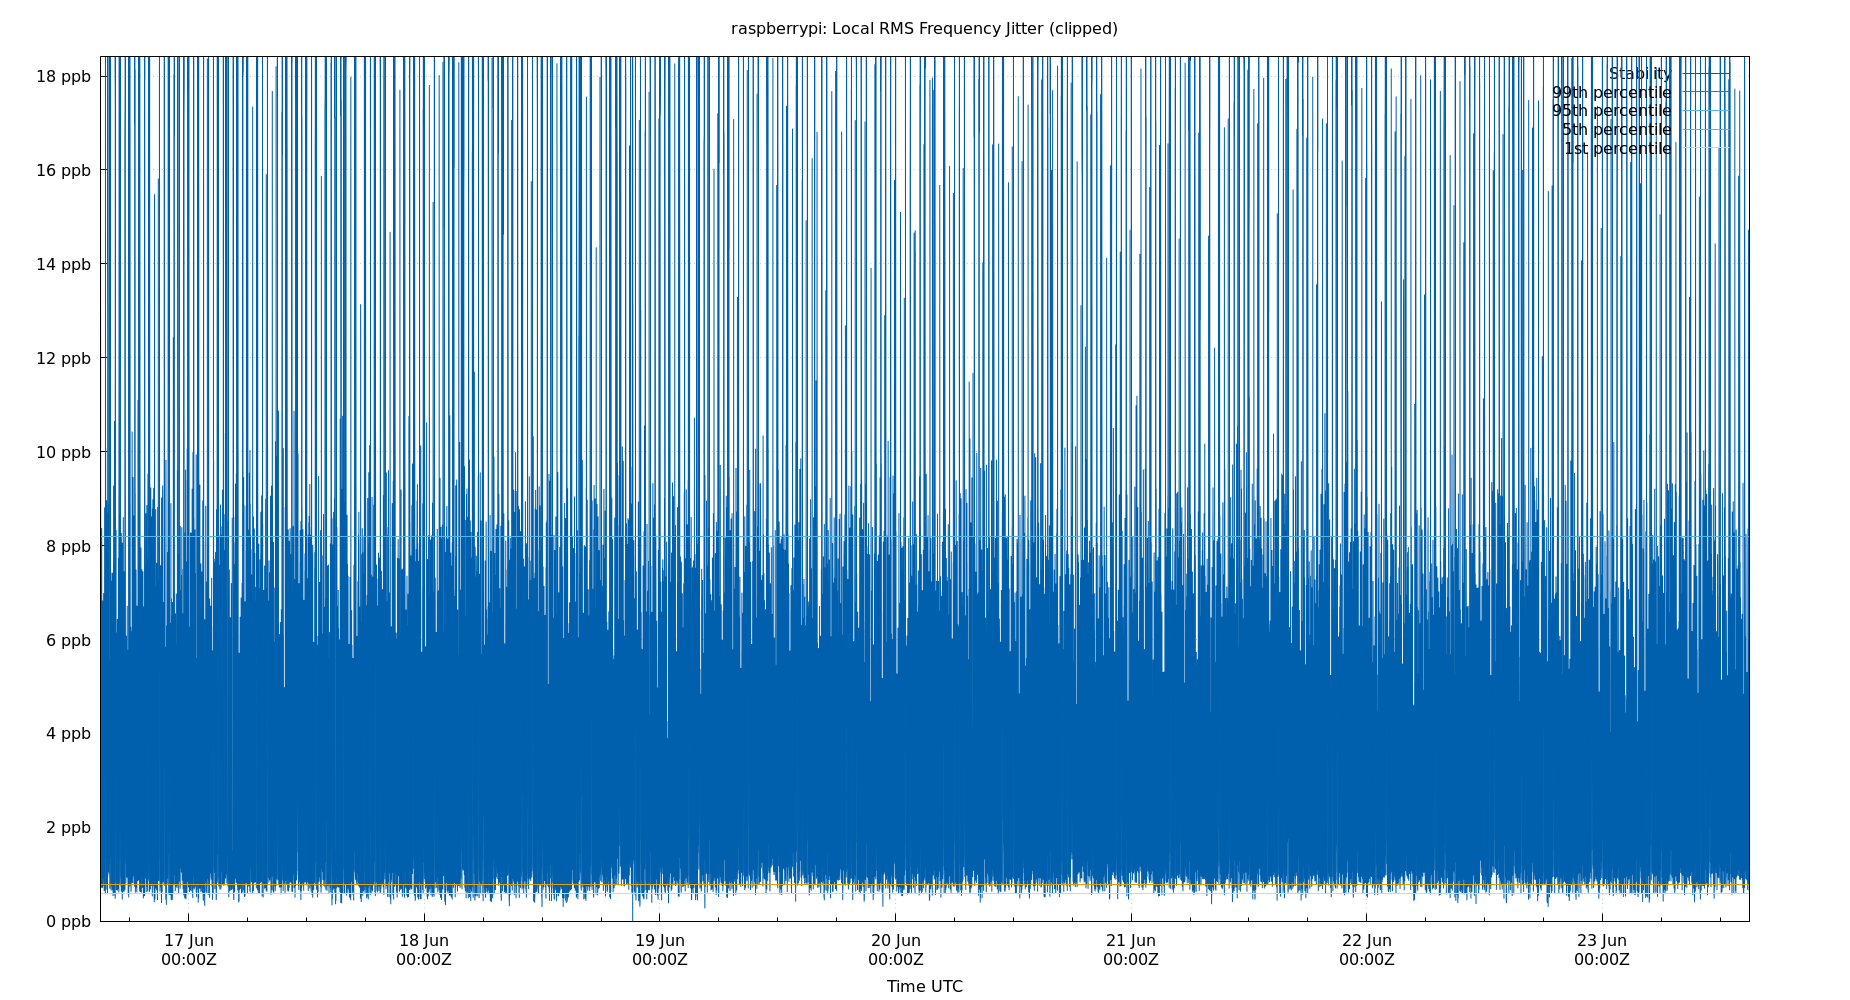 raspberrypi: Local RMS Frequency Jitter (clipped)
18 ppb
16 ppb
14 ppb
12 ppb
10 ppb
8 ppb
6 ppb
4 ppb
2 ppb
0 ppb
Stability
99th percentile
95th percentile
5th percentile
1st percentile
17 Jun 18 Jun 19 Jun 20 Jun 21 Jun 22 Jun 23 Jun
00:00Z 00:00Z 00:00Z 00:00Z 00:00Z 00:00Z 00:00Z
Time UTC